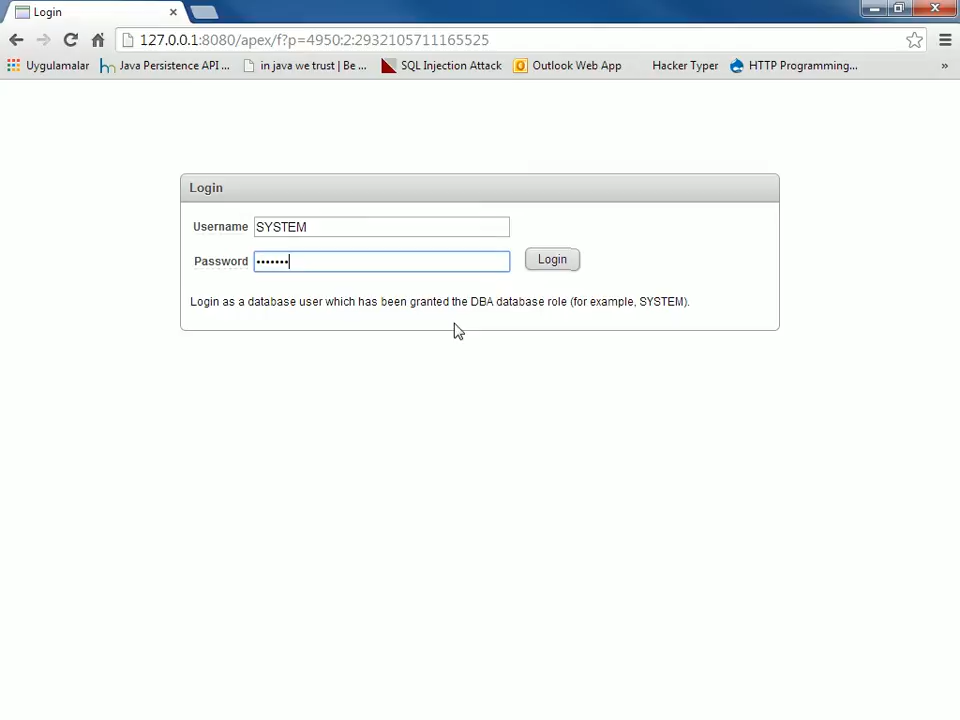 Login
127.0.0.1:8080/apex/f?p=4950:2:2932105711165525
Uygulamalar Java Persistence API ... in java we trust | Be ... SQL Injection Attack Outlook Web App Hacker Typer HTTP Programming... »
Login
Username SYSTEM
Password ••••••• Login
Login as a database user which has been granted the DBA database role (for example, SYSTEM).